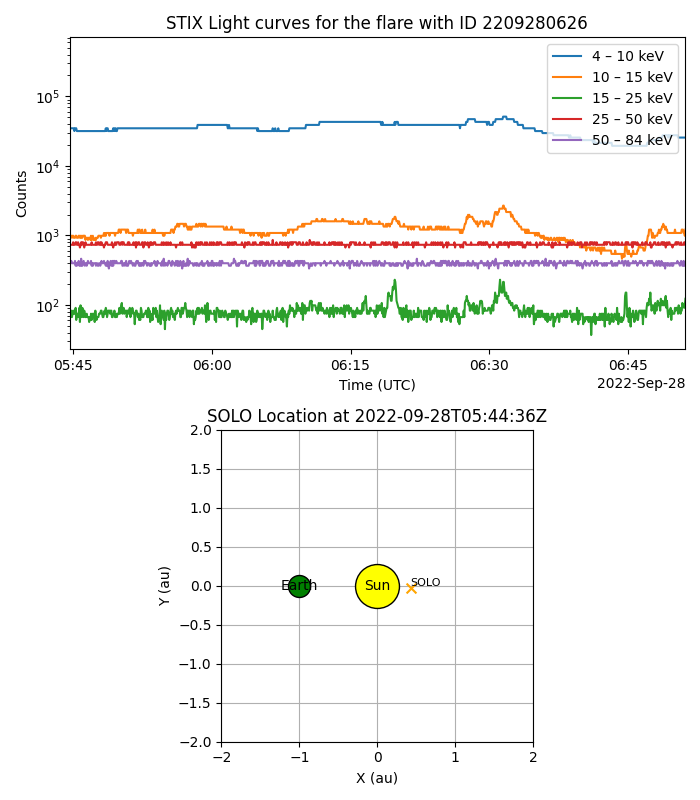 STIX Light curves for the flare with ID 2209280626
4 – 10 keV
10 – 15 keV
15 – 25 keV
25 – 50 keV
50 – 84 keV
10^5
10^4
10^3
10^2
Counts
05:45 06:00 06:15 06:30 06:45
Time (UTC)
2022-Sep-28
SOLO Location at 2022-09-28T05:44:36Z
2.0
1.5
1.0
0.5
0.0
−0.5
−1.0
−1.5
−2.0
Y (au)
Earth
Sun
SOLO
−2 −1 0 1 2
X (au)